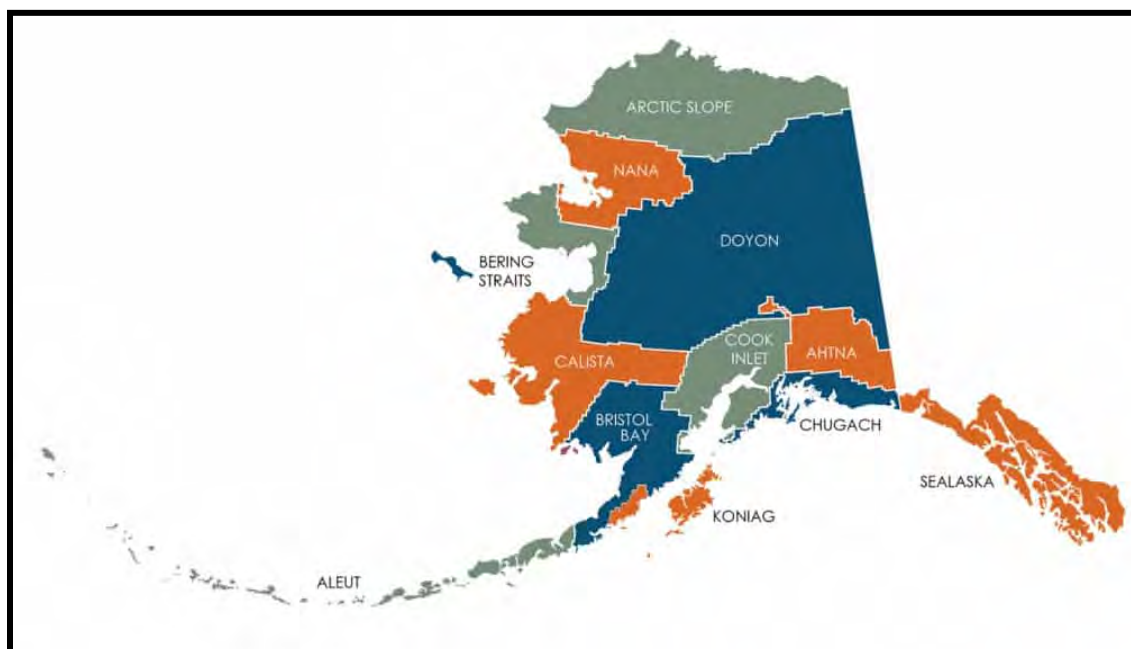 ARCTIC SLOPE
NANA
DOYON
BERING
STRAITS
COOK
INLET
AHTNA
CALISTA
BRISTOL
BAY
CHUGACH
SEALASKA
KONIAG
ALEUT